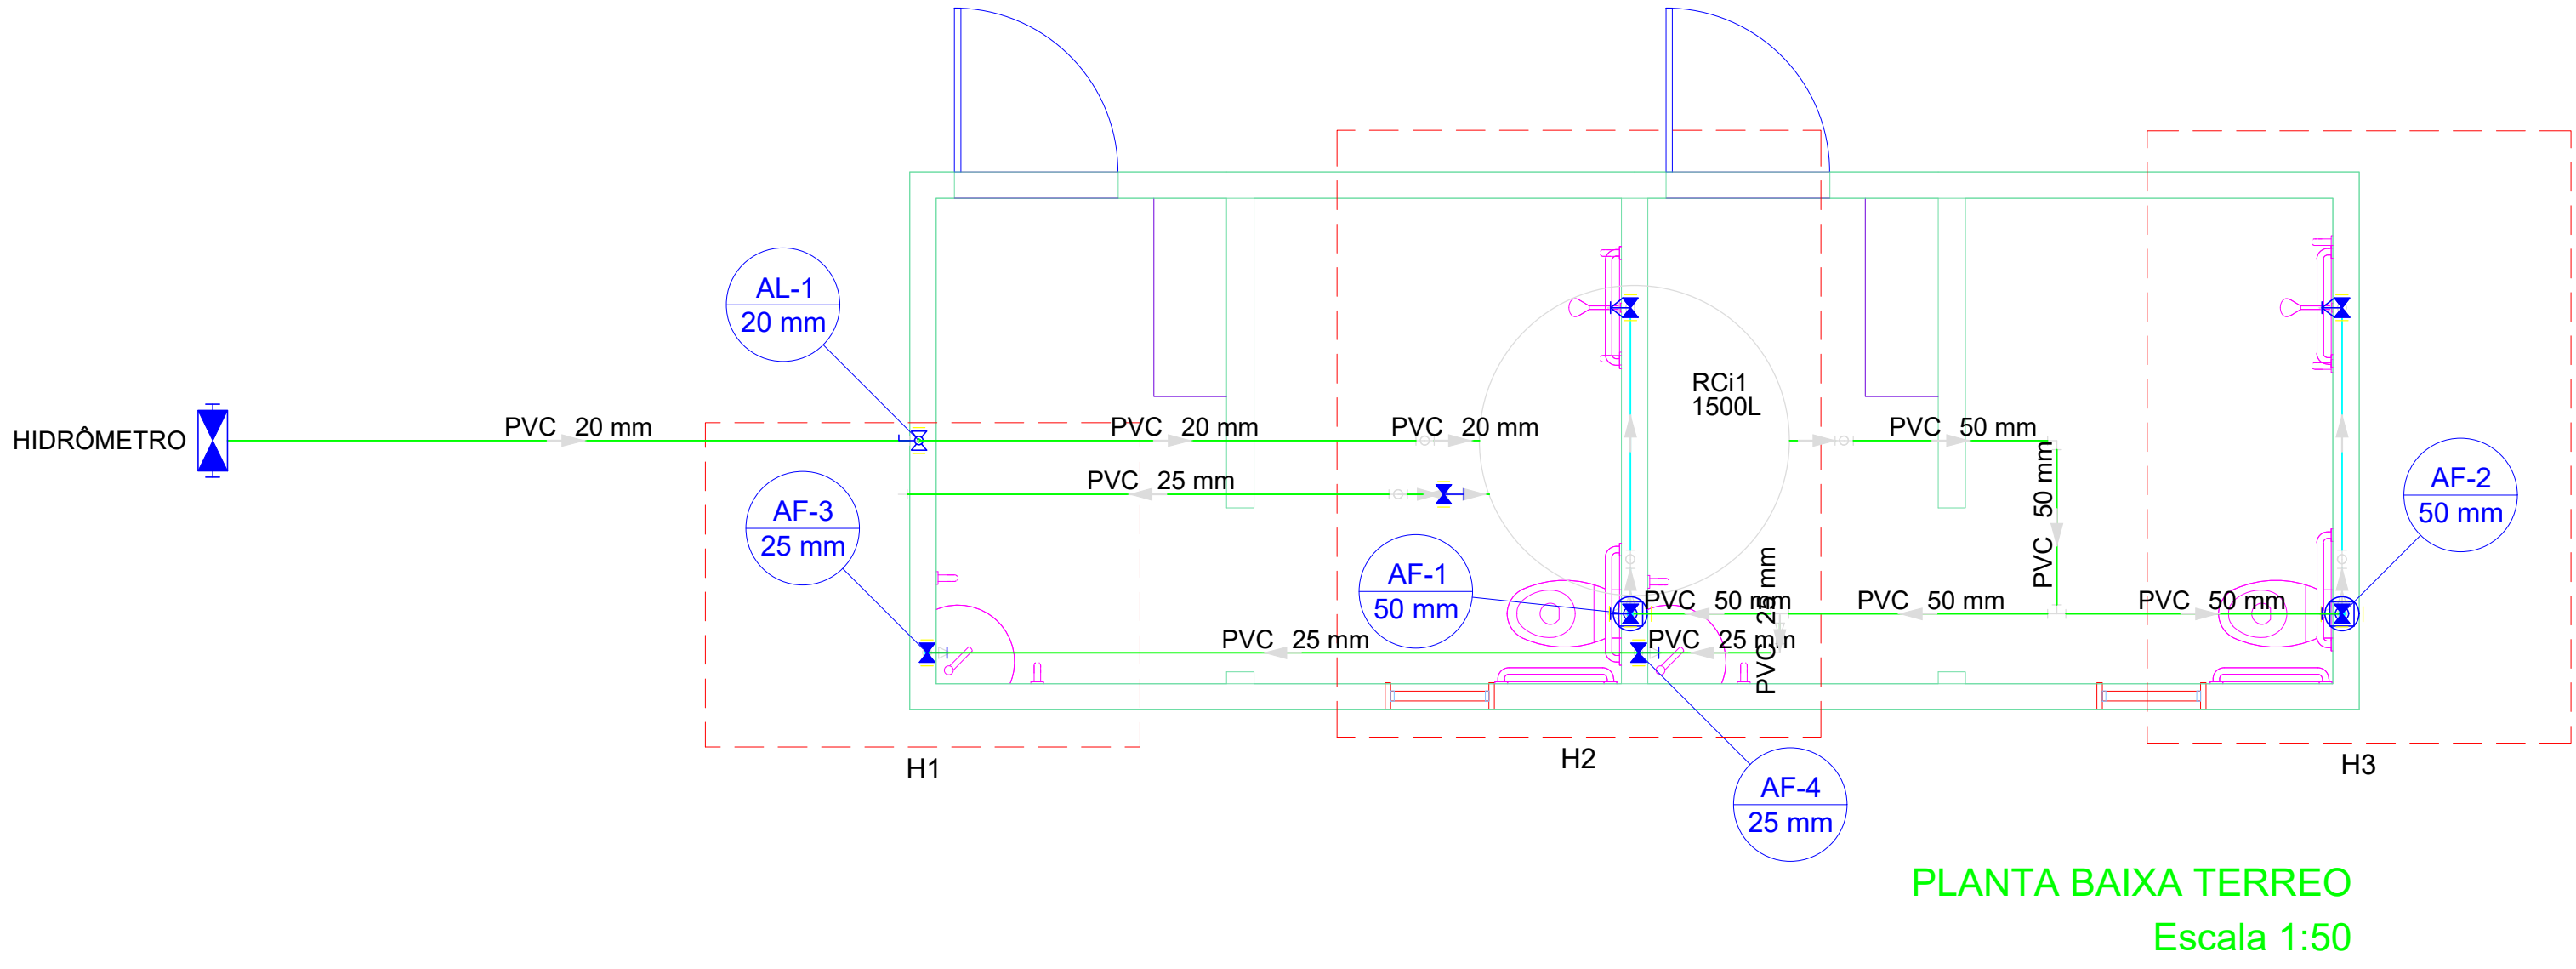 AL-1
20 mm
RCi1
1500L
HIDRÔMETRO
PVC 20 mm
PVC 20 mm
PVC 20 mm
PVC 50 mm
PVC 25 mm
PVC 50 mm
AF-3
25 mm
AF-2
50 mm
AF-1
50 mm
PVC 25 mm
PVC 50 mm
PVC 50 mm
PVC 50 mm
PVC 25 mm
PVC 25 mm
H1
H2
H3
AF-4
25 mm
PLANTA BAIXA TERREO
Escala 1:50